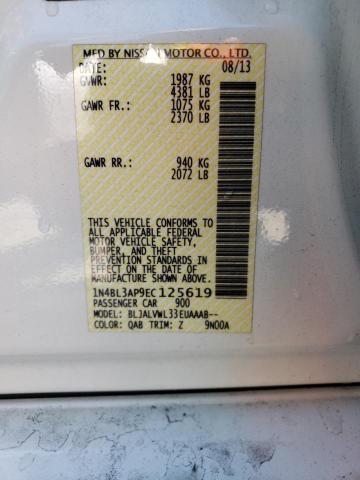 MFD BY NISSAN MOTOR CO., LTD.
DATE: 08/13
GVWR: 1987 KG
4381 LB
GAWR FR.: 1075 KG
2370 LB
GAWR RR.: 940 KG
2072 LB
THIS VEHICLE CONFORMS TO
ALL APPLICABLE FEDERAL
MOTOR VEHICLE SAFETY,
BUMPER, AND THEFT
PREVENTION STANDARDS IN
EFFECT ON THE DATE OF
MANUFACTURE SHOWN ABOVE.
1N4BL3AP9EC125619
PASSENGER CAR 900
MODEL: BLJALVWL33EUAAAB--
COLOR: QAB TRIM: Z 9N00A